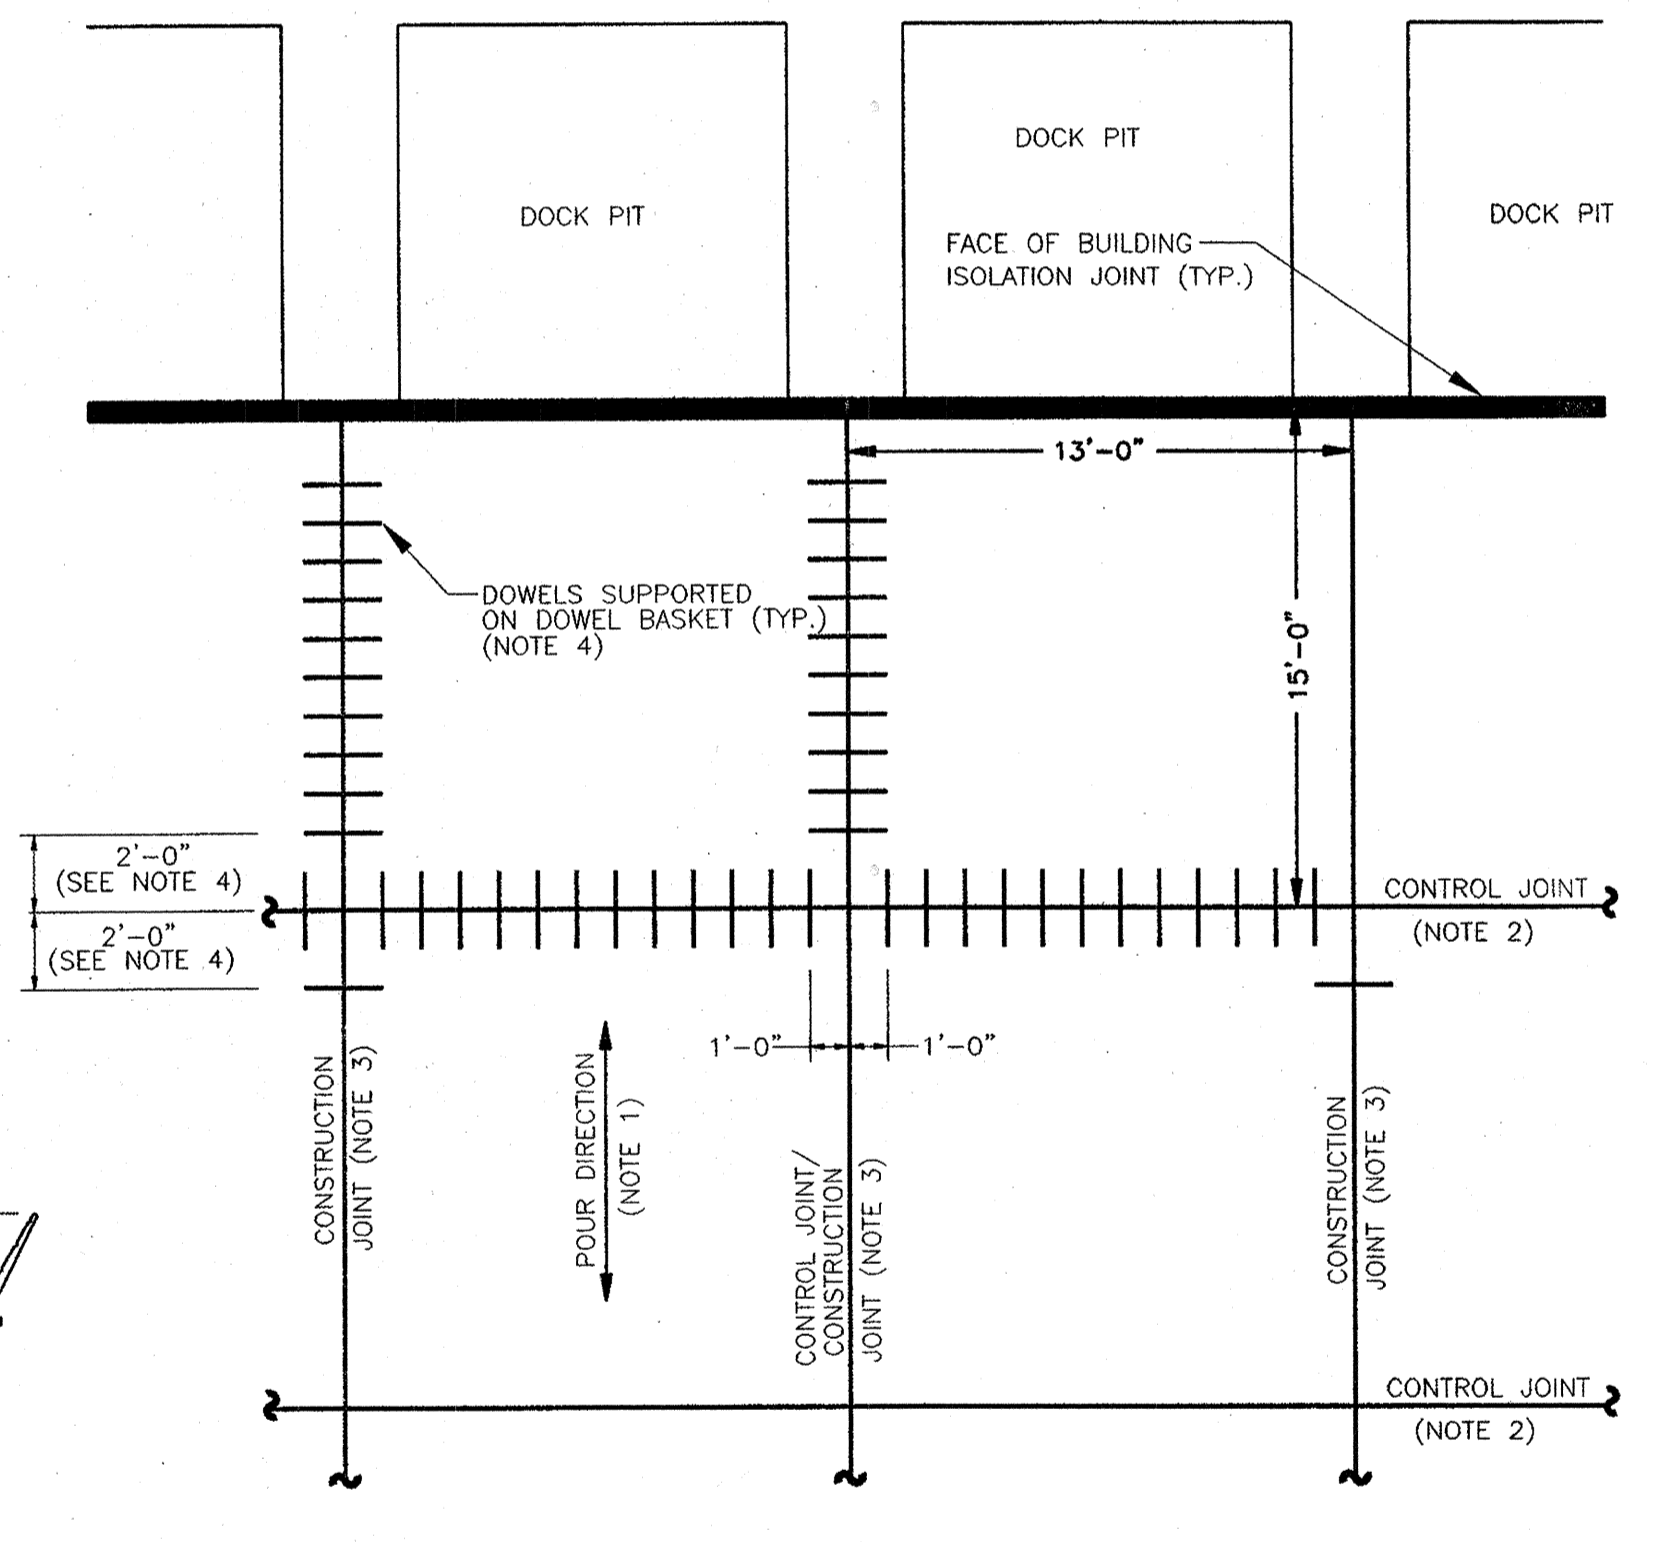 DOCK PIT
DOCK PIT
DOCK PIT
FACE OF BUILDING
ISOLATION JOINT (TYP.)
13'-0"
15'-0"
DOWELS SUPPORTED
ON DOWEL BASKET (TYP.)
(NOTE 4)
2'-0"
(SEE NOTE 4)
2'-0"
(SEE NOTE 4)
CONTROL JOINT
(NOTE 2)
1'-0"
1'-0"
CONSTRUCTION
JOINT (NOTE 3)
POUR DIRECTION
(NOTE 1)
CONTROL JOINT/
CONSTRUCTION
JOINT (NOTE 3)
CONSTRUCTION
JOINT (NOTE 3)
CONTROL JOINT
(NOTE 2)